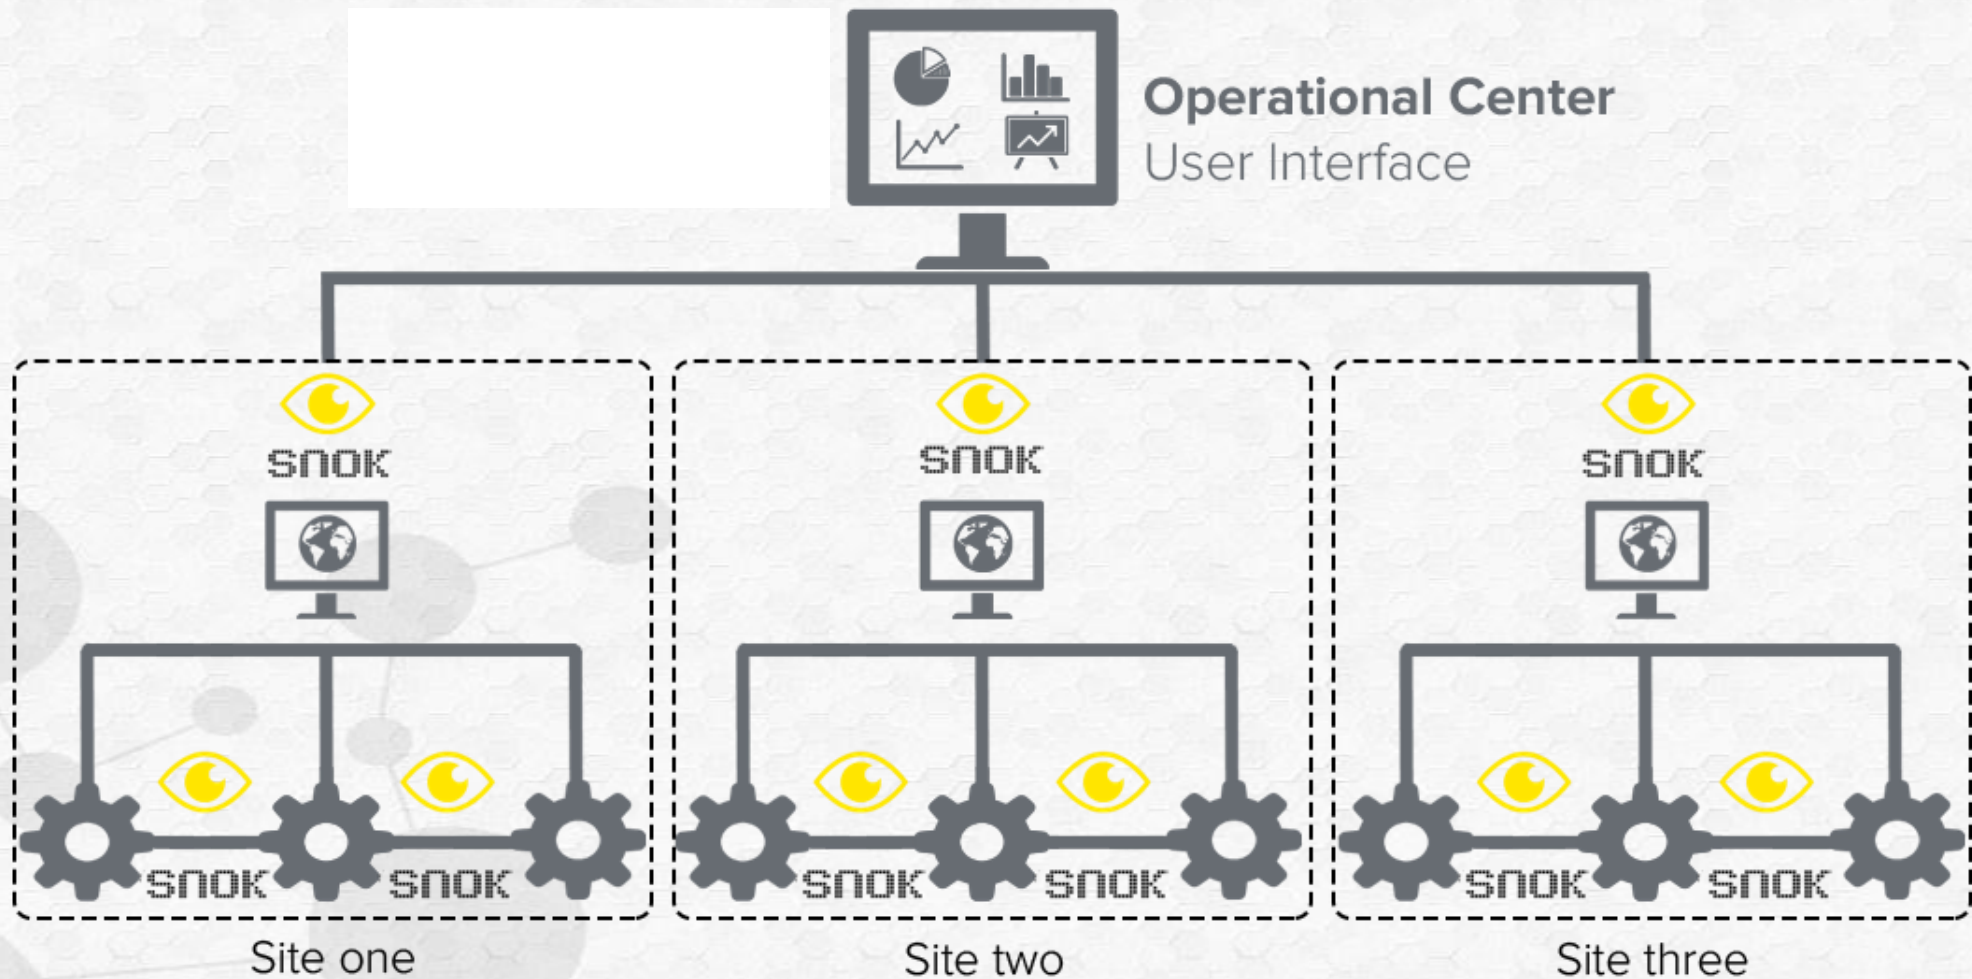 Operational Center
User Interface
SNOK
SNOK
SNOK
SNOK SNOK
SNOK SNOK
SNOK SNOK
Site one
Site two
Site three